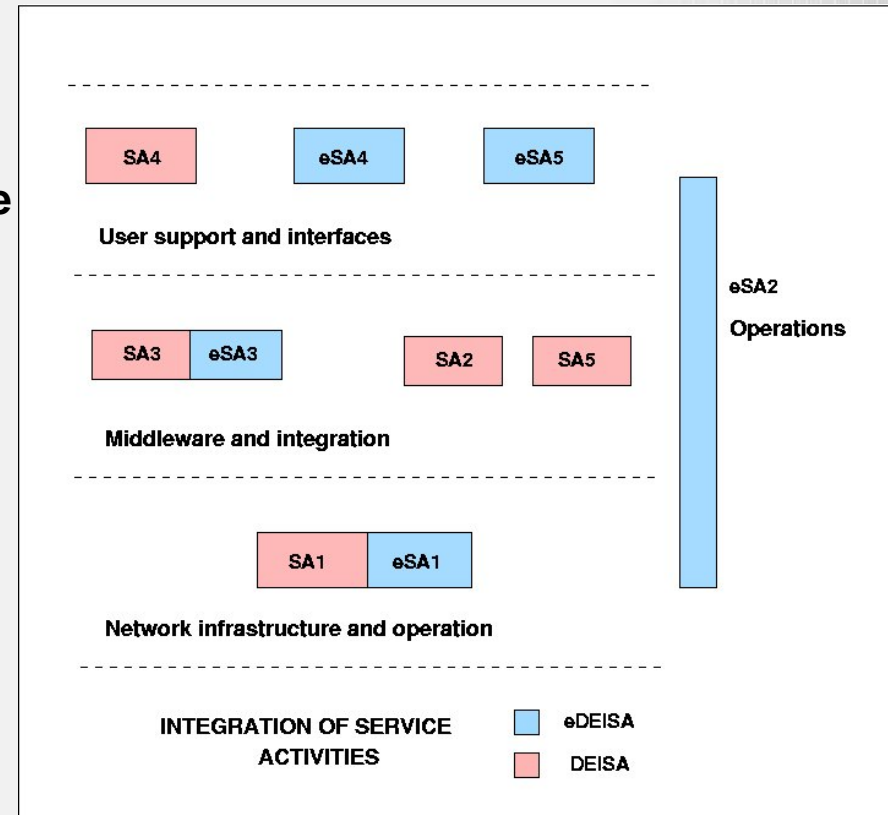 e
SA4
eSA4
eSA5
User support and interfaces
eSA2
Operations
SA3
eSA3
SA2
SA5
Middleware and integration
SA1
eSA1
Network infrastructure and operation
INTEGRATION OF SERVICE
ACTIVITIES
eDEISA
DEISA